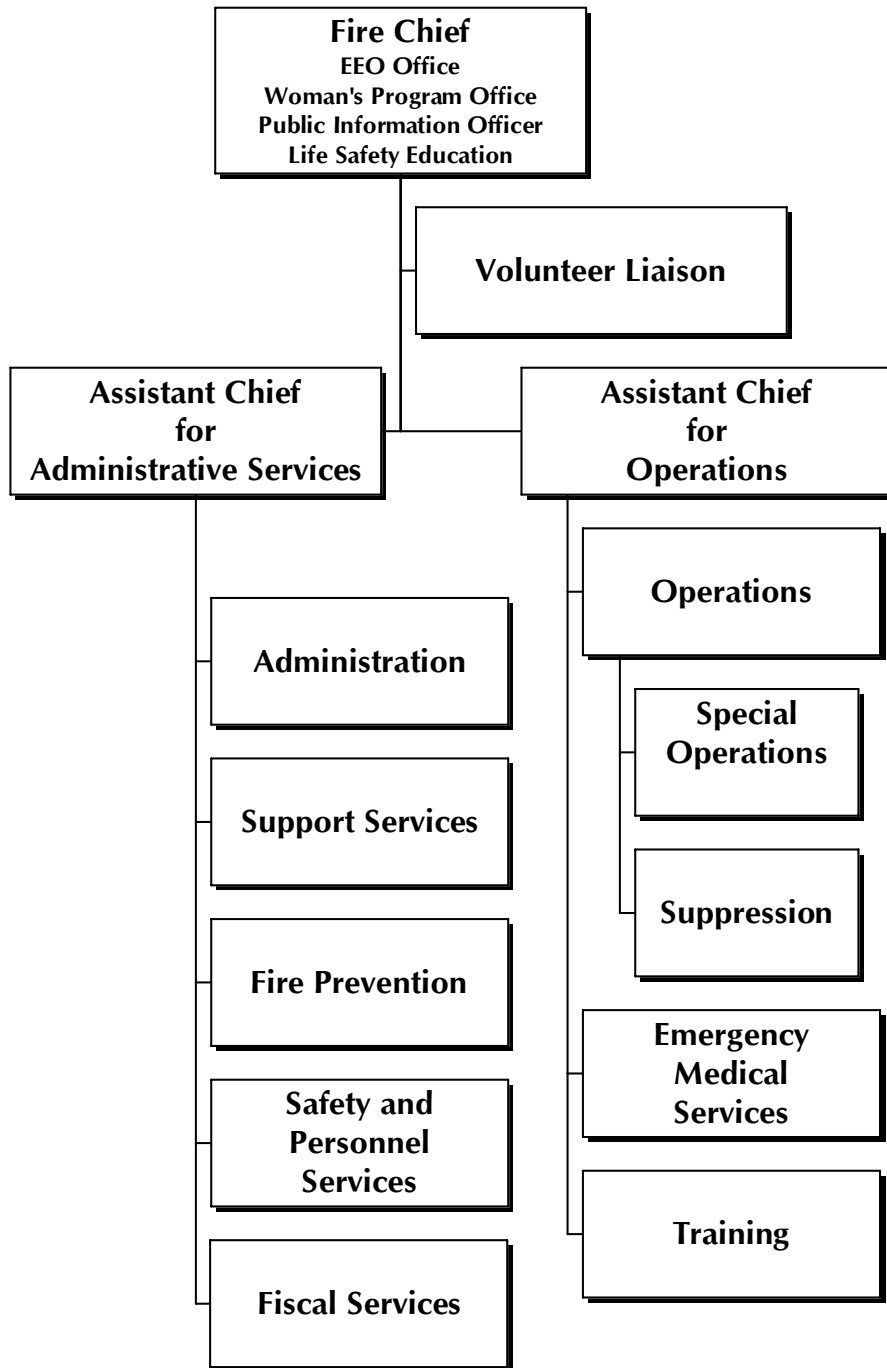 Fire Chief
EEO Office
Woman's Program Office
Public Information Officer
Life Safety Education
Volunteer Liaison
Assistant Chief
for
Administrative Services
Assistant Chief
for
Operations
Administration
Support Services
Fire Prevention
Safety and
Personnel
Services
Fiscal Services
Operations
Special
Operations
Suppression
Emergency
Medical
Services
Training